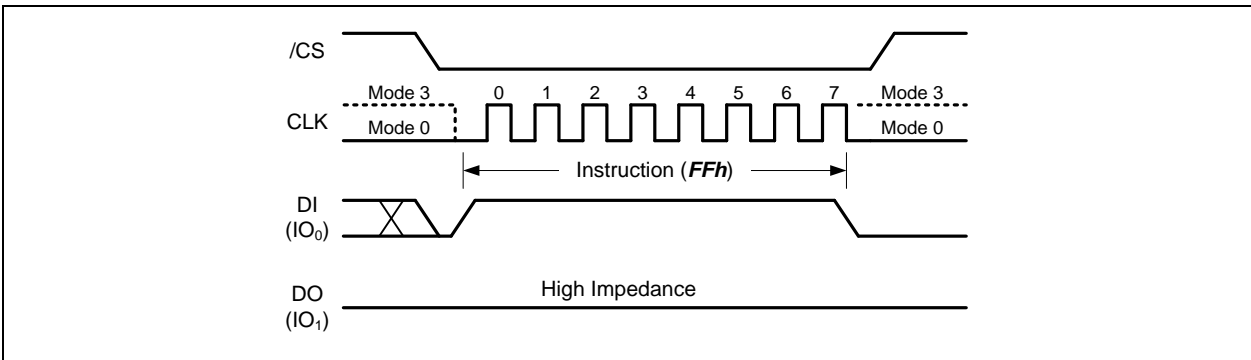 /CS
Mode 3 0 1 2 3 4 5 6 7 Mode 3
CLK
Mode 0 Mode 0
Instruction (FFh)
DI
(IO₀)
High Impedance
DO
(IO₁)